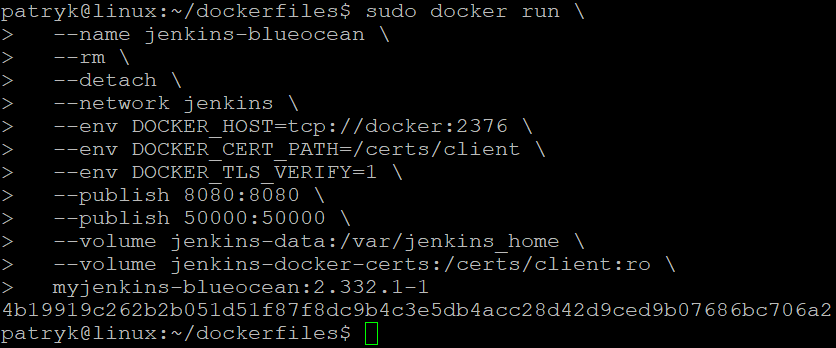 patryk@linux:~/dockerfiles$ sudo docker run \
>   --name jenkins-blueocean \
>   --rm \
>   --detach \
>   --network jenkins \
>   --env DOCKER_HOST=tcp://docker:2376 \
>   --env DOCKER_CERT_PATH=/certs/client \
>   --env DOCKER_TLS_VERIFY=1 \
>   --publish 8080:8080 \
>   --publish 50000:50000 \
>   --volume jenkins-data:/var/jenkins_home \
>   --volume jenkins-docker-certs:/certs/client:ro \
>   myjenkins-blueocean:2.332.1-1
4b19919c262b2b051d51f87f8dc9b4c3e5db4acc28d42d9ced9b07686bc706a2
patryk@linux:~/dockerfiles$